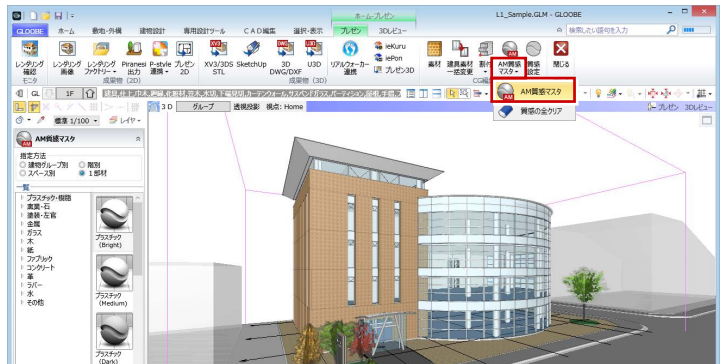 ホーム-プレゼン
L1_Sample.GLM - GLOOBE
GLOOBE ホーム 敷地・外構 建物設計 専用設計ツール ＣＡＤ編集 選択・表示 プレゼン 3Dレビュー
検索したい語句を入力
レンダリング確認 レンダリング画像 レンダリングファクトリー Piranesi出力 P-style連携 プレゼン2D
XV3/3DS STL SketchUp 3D DWG/DXF U3D リアルウォーカー連携
ieKuru
iePon
プレゼン3D
素材 建具素材一括変更 割付 AM質感マスタ 質感設定 閉じる
モニタ 成果物 (2D) 成果物 (3D) CG編
AM質感マスタ
質感の全クリア
GL 1F
3 D グループ 透視投影 視点: Home
プレゼン 3Dレビュー
標準 1/100 レイヤ
AM質感マスタ
指定方法
建物グループ別 階別
スペース別 1部材
一覧
プラスチック・樹脂
窯業・石
塗装・左官
金属
ガラス
木
紙
ファブリック
コンクリート
革
ラバー
水
その他
プラスチック
(Bright)
プラスチック
(Medium)
プラスチック
(Dark)